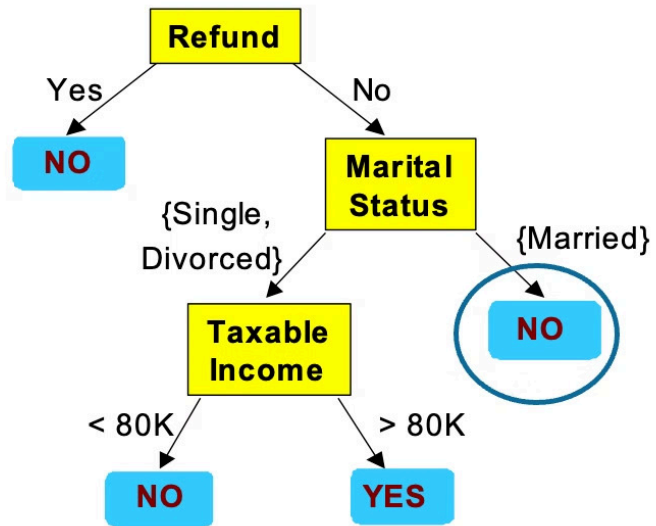 Refund
Yes
No
NO
Marital
Status
{Single,
Divorced}
{Married}
Taxable
Income
NO
< 80K
> 80K
NO
YES